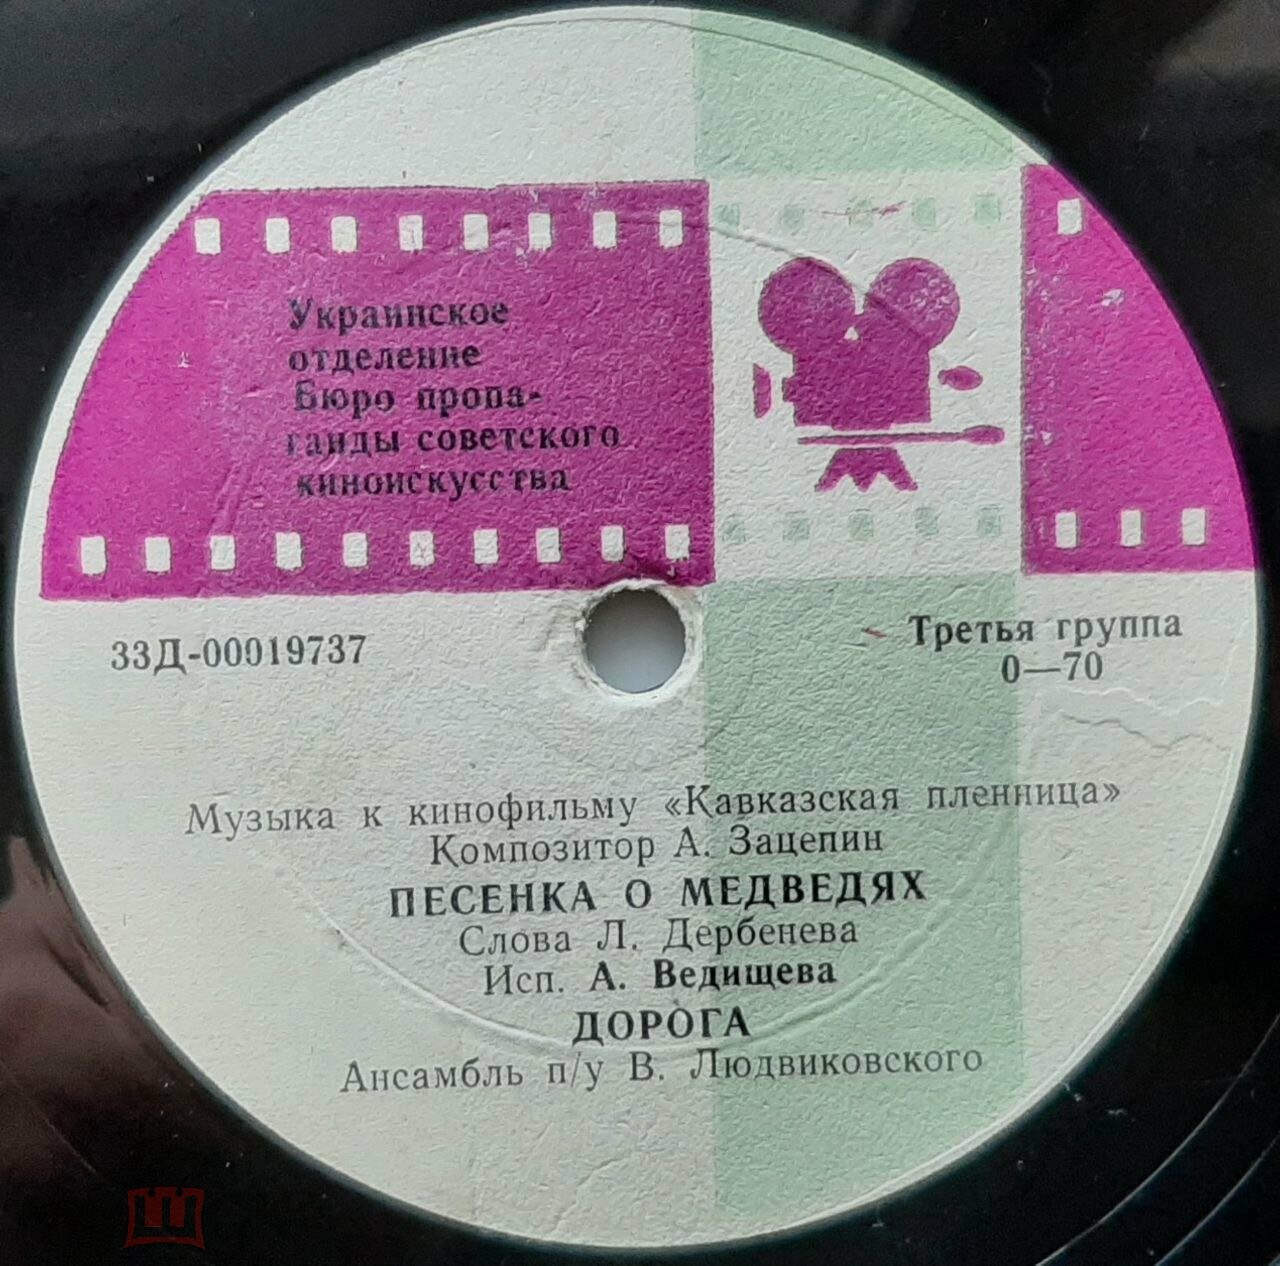 Украинское
отделение
Бюро пропа-
ганды советского
киноискусства
33Д-00019737
Третья группа
0—70
Музыка к кинофильму «Кавказская пленница»
Композитор А. Зацепин
ПЕСЕНКА О МЕДВЕДЯХ
Слова Л. Дербенева
Исп. А. Ведищева
ДОРОГА
Ансамбль п/у В. Людвиковского